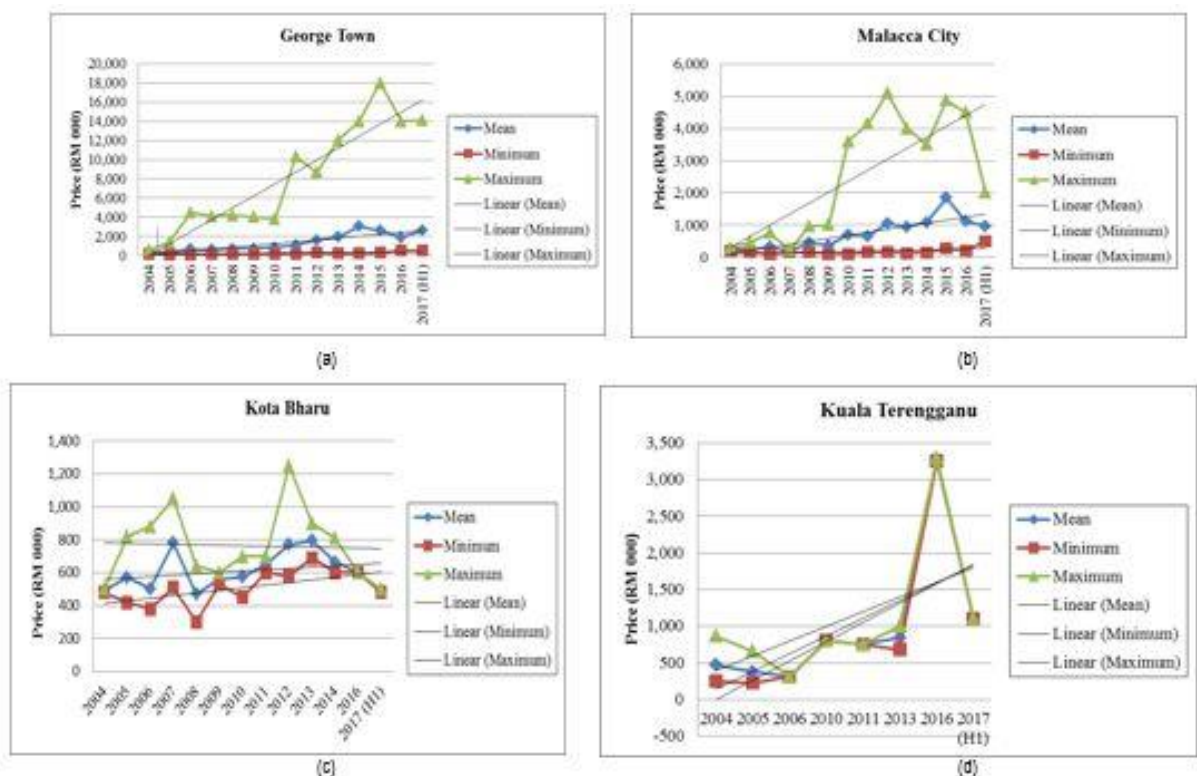 George Town
Price (RM 000)
20,000
18,000
16,000
14,000
12,000
10,000
8,000
6,000
4,000
2,000
0
2004
2005
2006
2007
2008
2009
2010
2011
2012
2013
2014
2015
2016
2017 (H1)
Mean
Minimum
Maximum
Linear (Mean)
Linear (Minimum)
Linear (Maximum)
(a)
Malacca City
Price (RM 000)
6,000
5,000
4,000
3,000
2,000
1,000
0
2004
2005
2006
2007
2008
2009
2010
2011
2012
2013
2014
2015
2016
2017 (H1)
Mean
Minimum
Maximum
Linear (Mean)
Linear (Minimum)
Linear (Maximum)
(b)
Kota Bharu
Price (RM 000)
1,400
1,200
1,000
800
600
400
200
0
2004
2005
2006
2007
2008
2009
2010
2011
2012
2013
2014
2016
2017 (H1)
Mean
Minimum
Maximum
Linear (Mean)
Linear (Minimum)
Linear (Maximum)
(c)
Kuala Terengganu
Price (RM 000)
3,500
3,000
2,500
2,000
1,500
1,000
500
0
-500
2004 2005 2006 2010 2011 2013 2016 2017
(H1)
Mean
Minimum
Maximum
Linear (Mean)
Linear (Minimum)
Linear (Maximum)
(d)